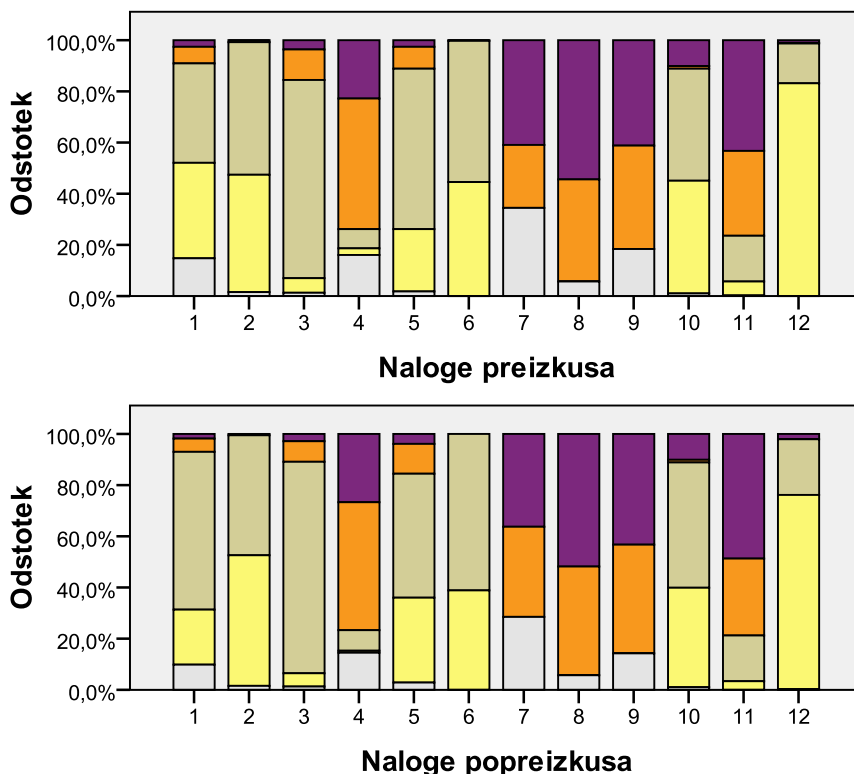 100,0%
80,0%
60,0%
40,0%
20,0%
0,0%
Odstotek
1 2 3 4 5 6 7 8 9 10 11 12
Naloge preizkusa
100,0%
80,0%
60,0%
40,0%
20,0%
0,0%
Odstotek
1 2 3 4 5 6 7 8 9 10 11 12
Naloge popreizkusa